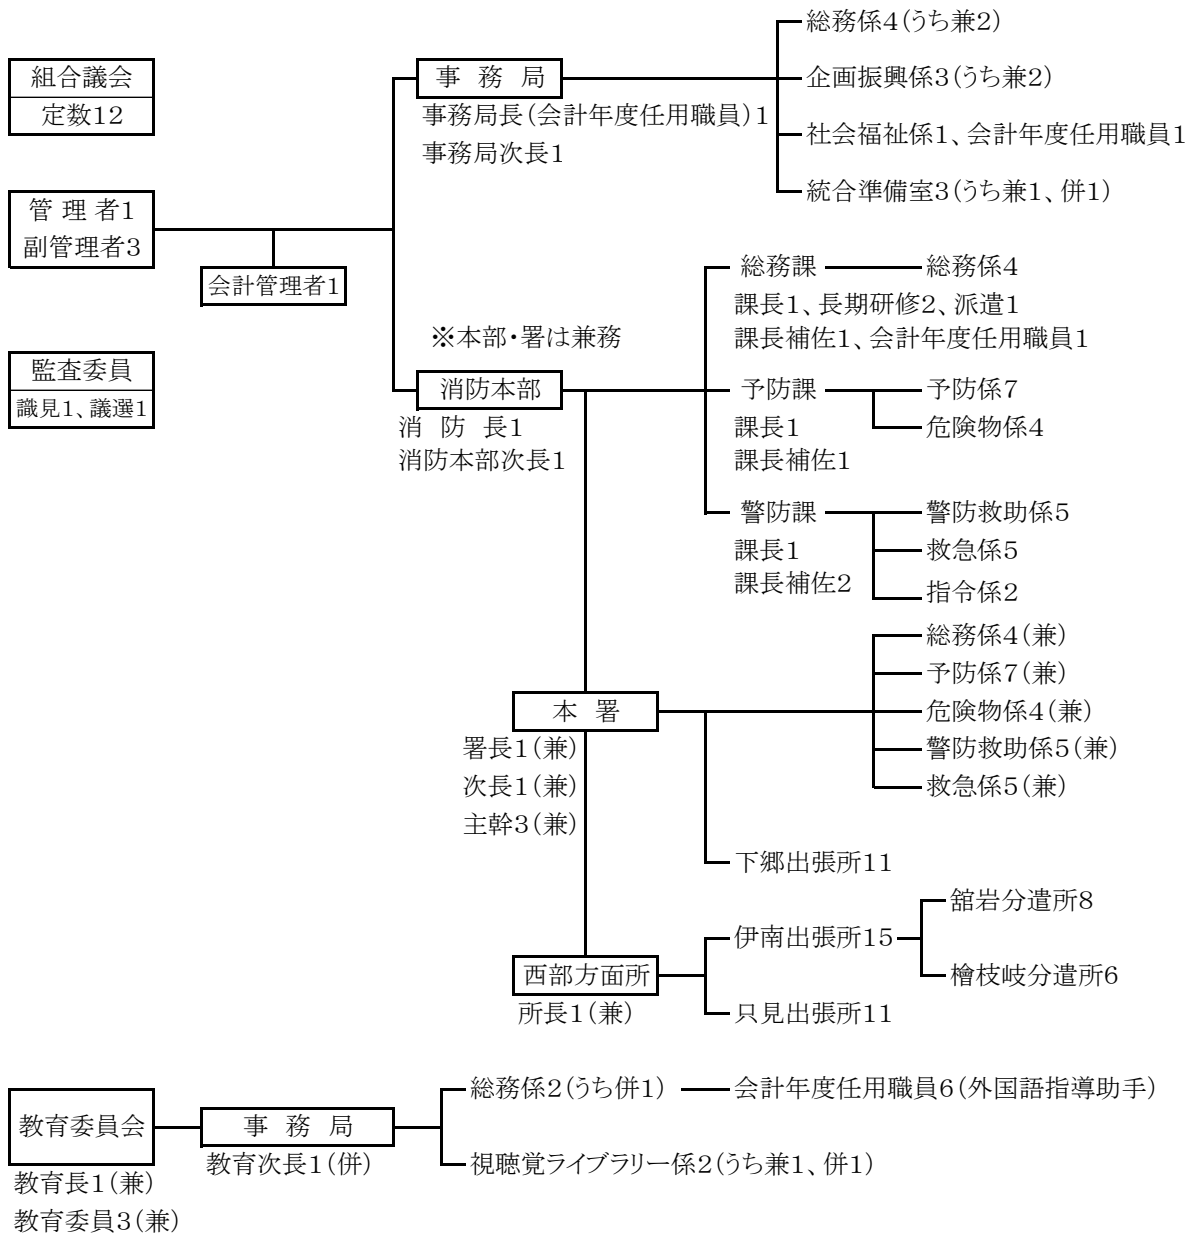 組合議会
定数12
管理者1
副管理者3
会計管理者1
監査委員
識見1、議選1
事務局
事務局長(会計年度任用職員)1
事務局次長1
総務係4(うち兼2)
企画振興係3(うち兼2)
社会福祉係1、会計年度任用職員1
統合準備室3(うち兼1、併1)
※本部・署は兼務
消防本部
消防長1
消防本部次長1
総務課
総務係4
課長1、長期研修2、派遣1
課長補佐1、会計年度任用職員1
予防課
予防係7
課長1
危険物係4
課長補佐1
警防課
警防救助係5
課長1
救急係5
課長補佐2
指令係2
本署
署長1(兼)
次長1(兼)
主幹3(兼)
総務係4(兼)
予防係7(兼)
危険物係4(兼)
警防救助係5(兼)
救急係5(兼)
下郷出張所11
西部方面所
所長1(兼)
伊南出張所15
舘岩分遣所8
檜枝岐分遣所6
只見出張所11
教育委員会
教育長1(兼)
教育委員3(兼)
事務局
教育次長1(併)
総務係2(うち併1)
会計年度任用職員6(外国語指導助手)
視聴覚ライブラリー係2(うち兼1、併1)